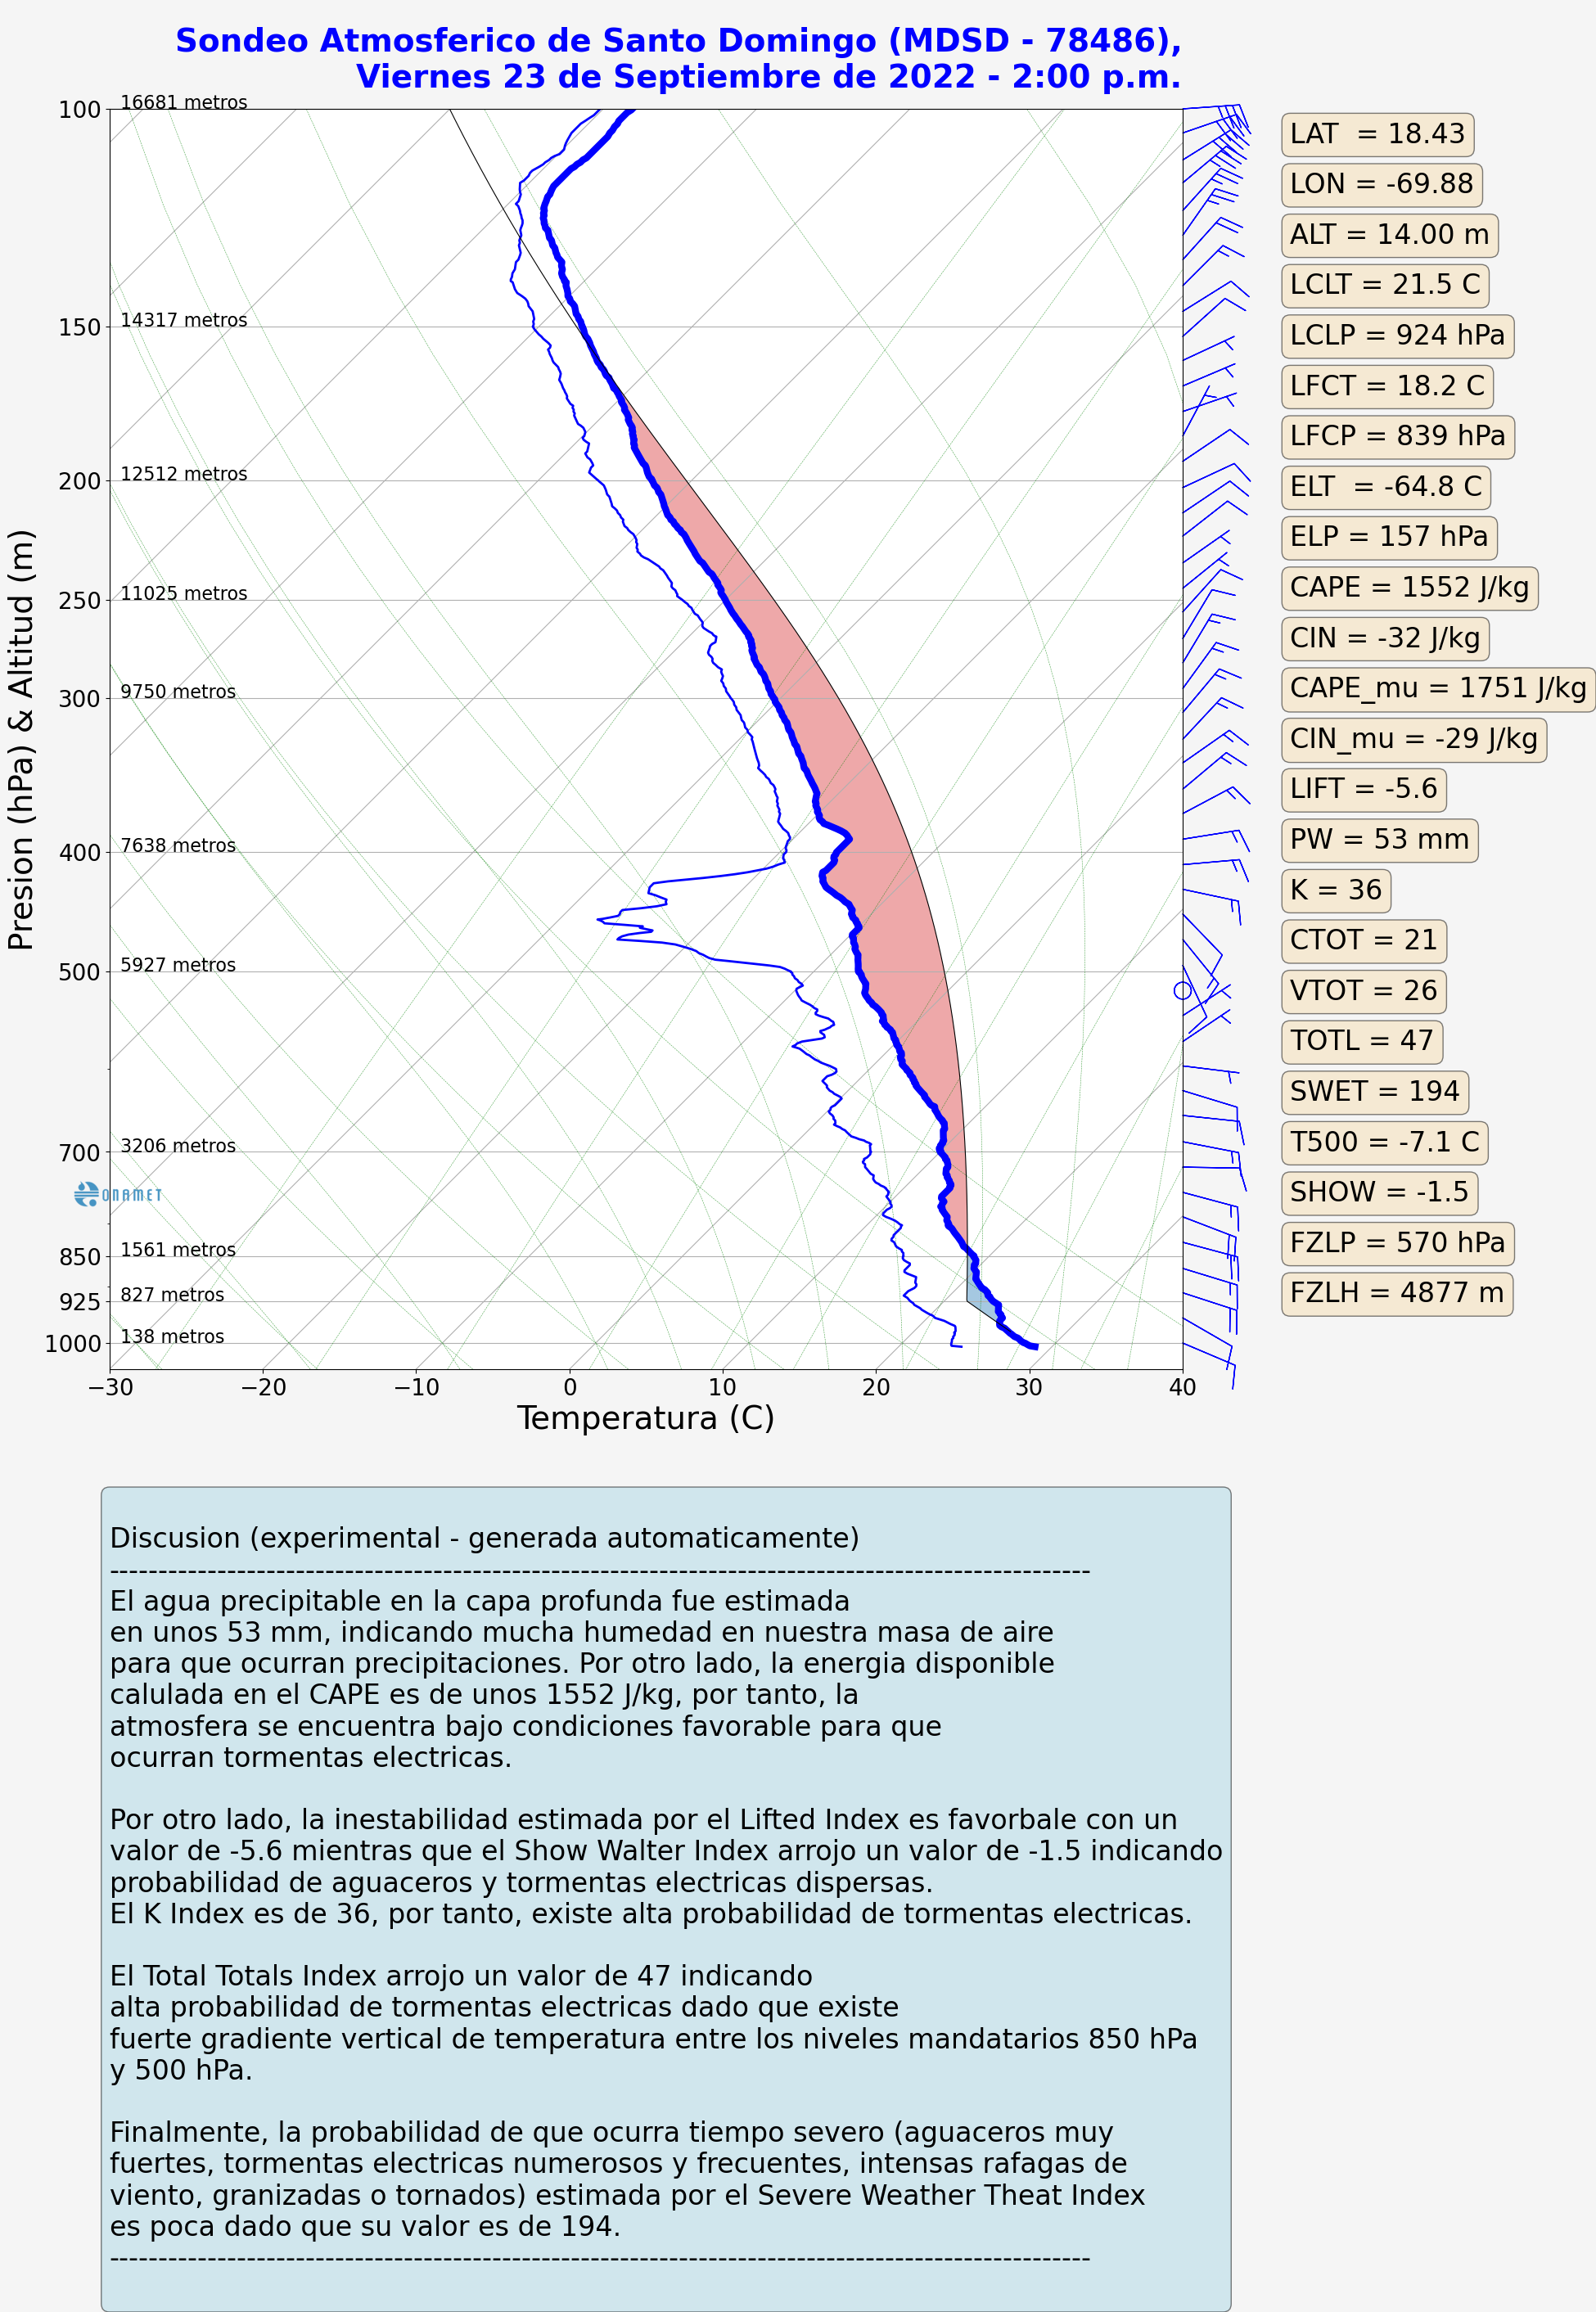 Sondeo Atmosferico de Santo Domingo (MDSD - 78486),
Viernes 23 de Septiembre de 2022 - 2:00 p.m.
Presion (hPa) & Altitud (m)
100
16681 metros
150
14317 metros
200
12512 metros
250
11025 metros
300
9750 metros
400
7638 metros
500
5927 metros
700
3206 metros
ONAMET
850
1561 metros
925
827 metros
1000
138 metros
−30 −20 −10 0 10 20 30 40
Temperatura (C)
LAT = 18.43
LON = -69.88
ALT = 14.00 m
LCLT = 21.5 C
LCLP = 924 hPa
LFCT = 18.2 C
LFCP = 839 hPa
ELT = -64.8 C
ELP = 157 hPa
CAPE = 1552 J/kg
CIN = -32 J/kg
CAPE_mu = 1751 J/kg
CIN_mu = -29 J/kg
LIFT = -5.6
PW = 53 mm
K = 36
CTOT = 21
VTOT = 26
TOTL = 47
SWET = 194
T500 = -7.1 C
SHOW = -1.5
FZLP = 570 hPa
FZLH = 4877 m
Discusion (experimental - generada automaticamente)
----------------------------------------------------------------------------------------------------
El agua precipitable en la capa profunda fue estimada
en unos 53 mm, indicando mucha humedad en nuestra masa de aire
para que ocurran precipitaciones. Por otro lado, la energia disponible
calulada en el CAPE es de unos 1552 J/kg, por tanto, la
atmosfera se encuentra bajo condiciones favorable para que
ocurran tormentas electricas.
Por otro lado, la inestabilidad estimada por el Lifted Index es favorbale con un
valor de -5.6 mientras que el Show Walter Index arrojo un valor de -1.5 indicando
probabilidad de aguaceros y tormentas electricas dispersas.
El K Index es de 36, por tanto, existe alta probabilidad de tormentas electricas.
El Total Totals Index arrojo un valor de 47 indicando
alta probabilidad de tormentas electricas dado que existe
fuerte gradiente vertical de temperatura entre los niveles mandatarios 850 hPa
y 500 hPa.
Finalmente, la probabilidad de que ocurra tiempo severo (aguaceros muy
fuertes, tormentas electricas numerosos y frecuentes, intensas rafagas de
viento, granizadas o tornados) estimada por el Severe Weather Theat Index
es poca dado que su valor es de 194.
----------------------------------------------------------------------------------------------------